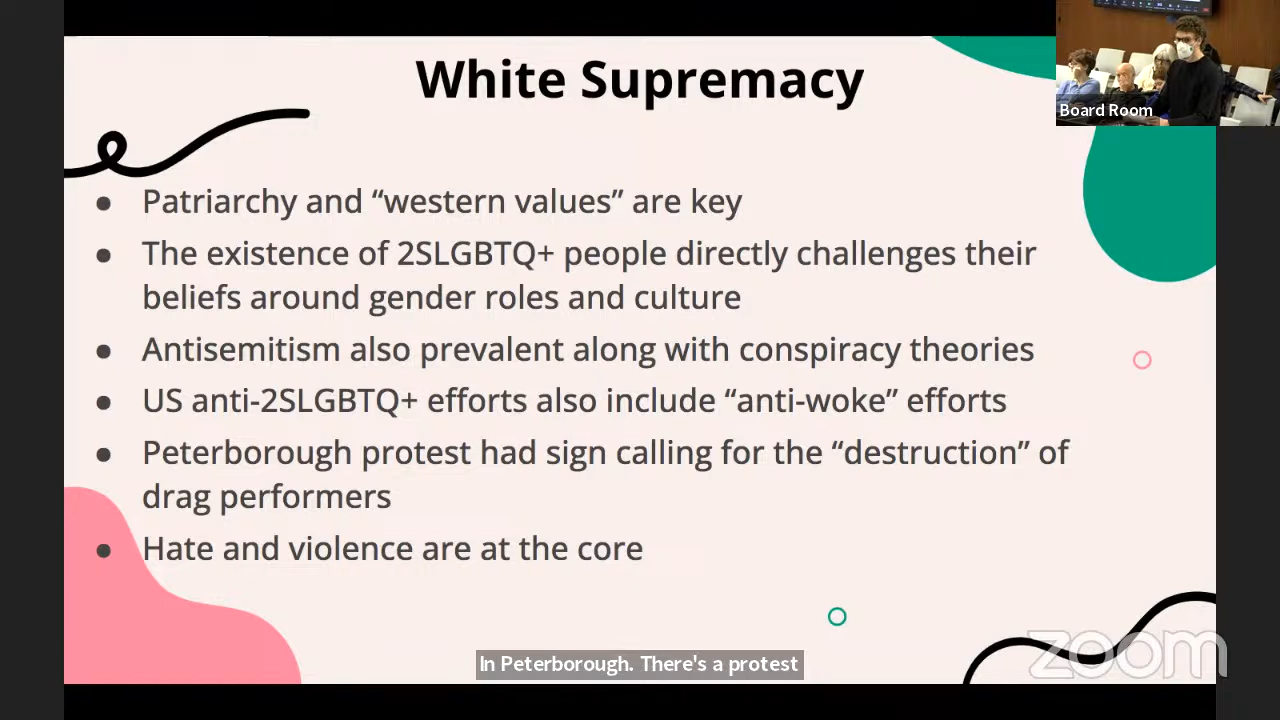 White Supremacy
Board Room
● Patriarchy and “western values” are key
● The existence of 2SLGBTQ+ people directly challenges their
beliefs around gender roles and culture
● Antisemitism also prevalent along with conspiracy theories
● US anti-2SLGBTQ+ efforts also include “anti-woke” efforts
● Peterborough protest had sign calling for the “destruction” of
drag performers
● Hate and violence are at the core
In Peterborough. There's a protest
zoom